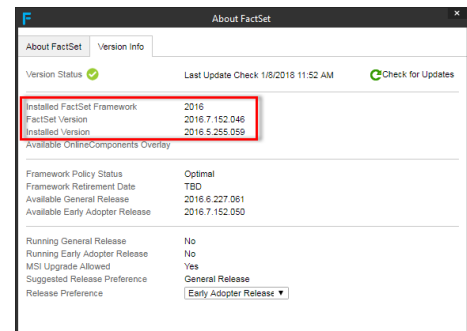 F About FactSet ×
About FactSet Version Info
Version Status Last Update Check 1/8/2018 11:52 AM Check for Updates
Installed FactSet Framework 2016
FactSet Version 2016.7.152.046
Installed Version 2016.5.255.059
Available OnlineComponents Overlay
Framework Policy Status Optimal
Framework Retirement Date TBD
Available General Release 2016.6.227.061
Available Early Adopter Release 2016.7.152.050
Running General Release No
Running Early Adopter Release No
MSI Upgrade Allowed Yes
Suggested Release Preference General Release
Release Preference Early Adopter Release ▼